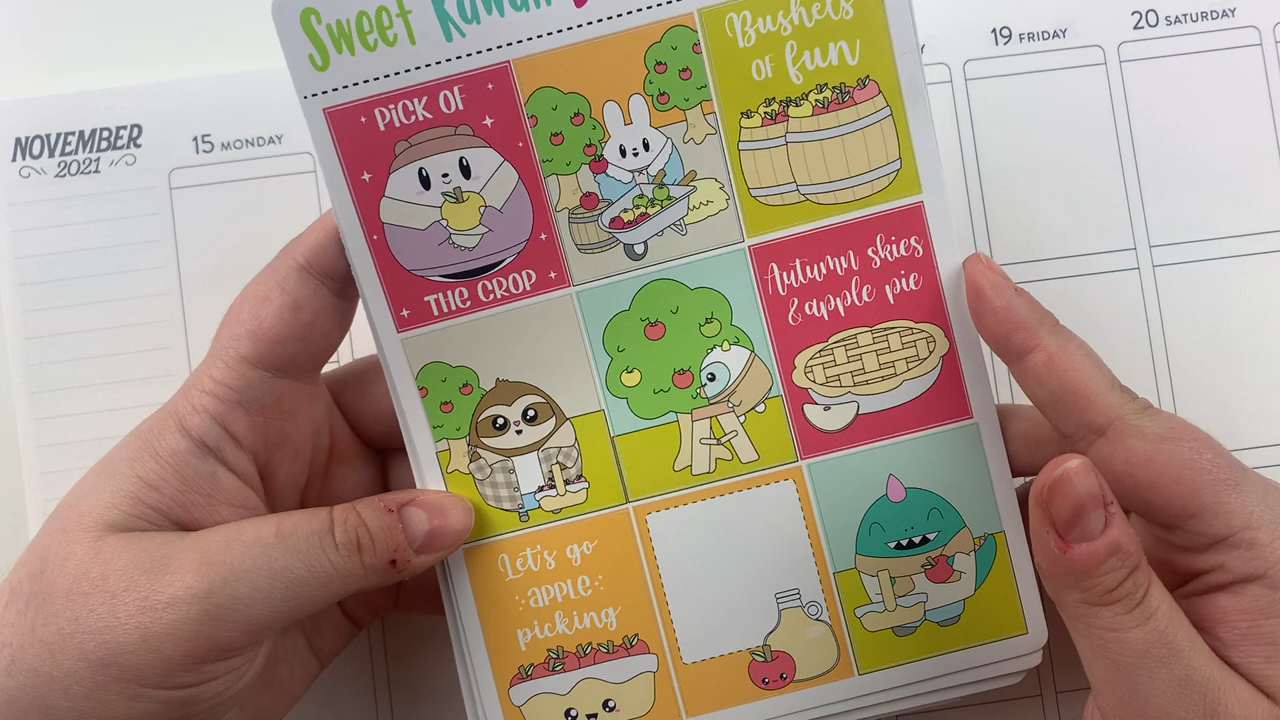 Sweet Kawaii
NOVEMBER
2021
15 MONDAY
19 FRIDAY
20 SATURDAY
PiCK OF
THE CROP
Bushels
OF fun
Autumn skies
& apple pie
Let's go
APPLE
picking